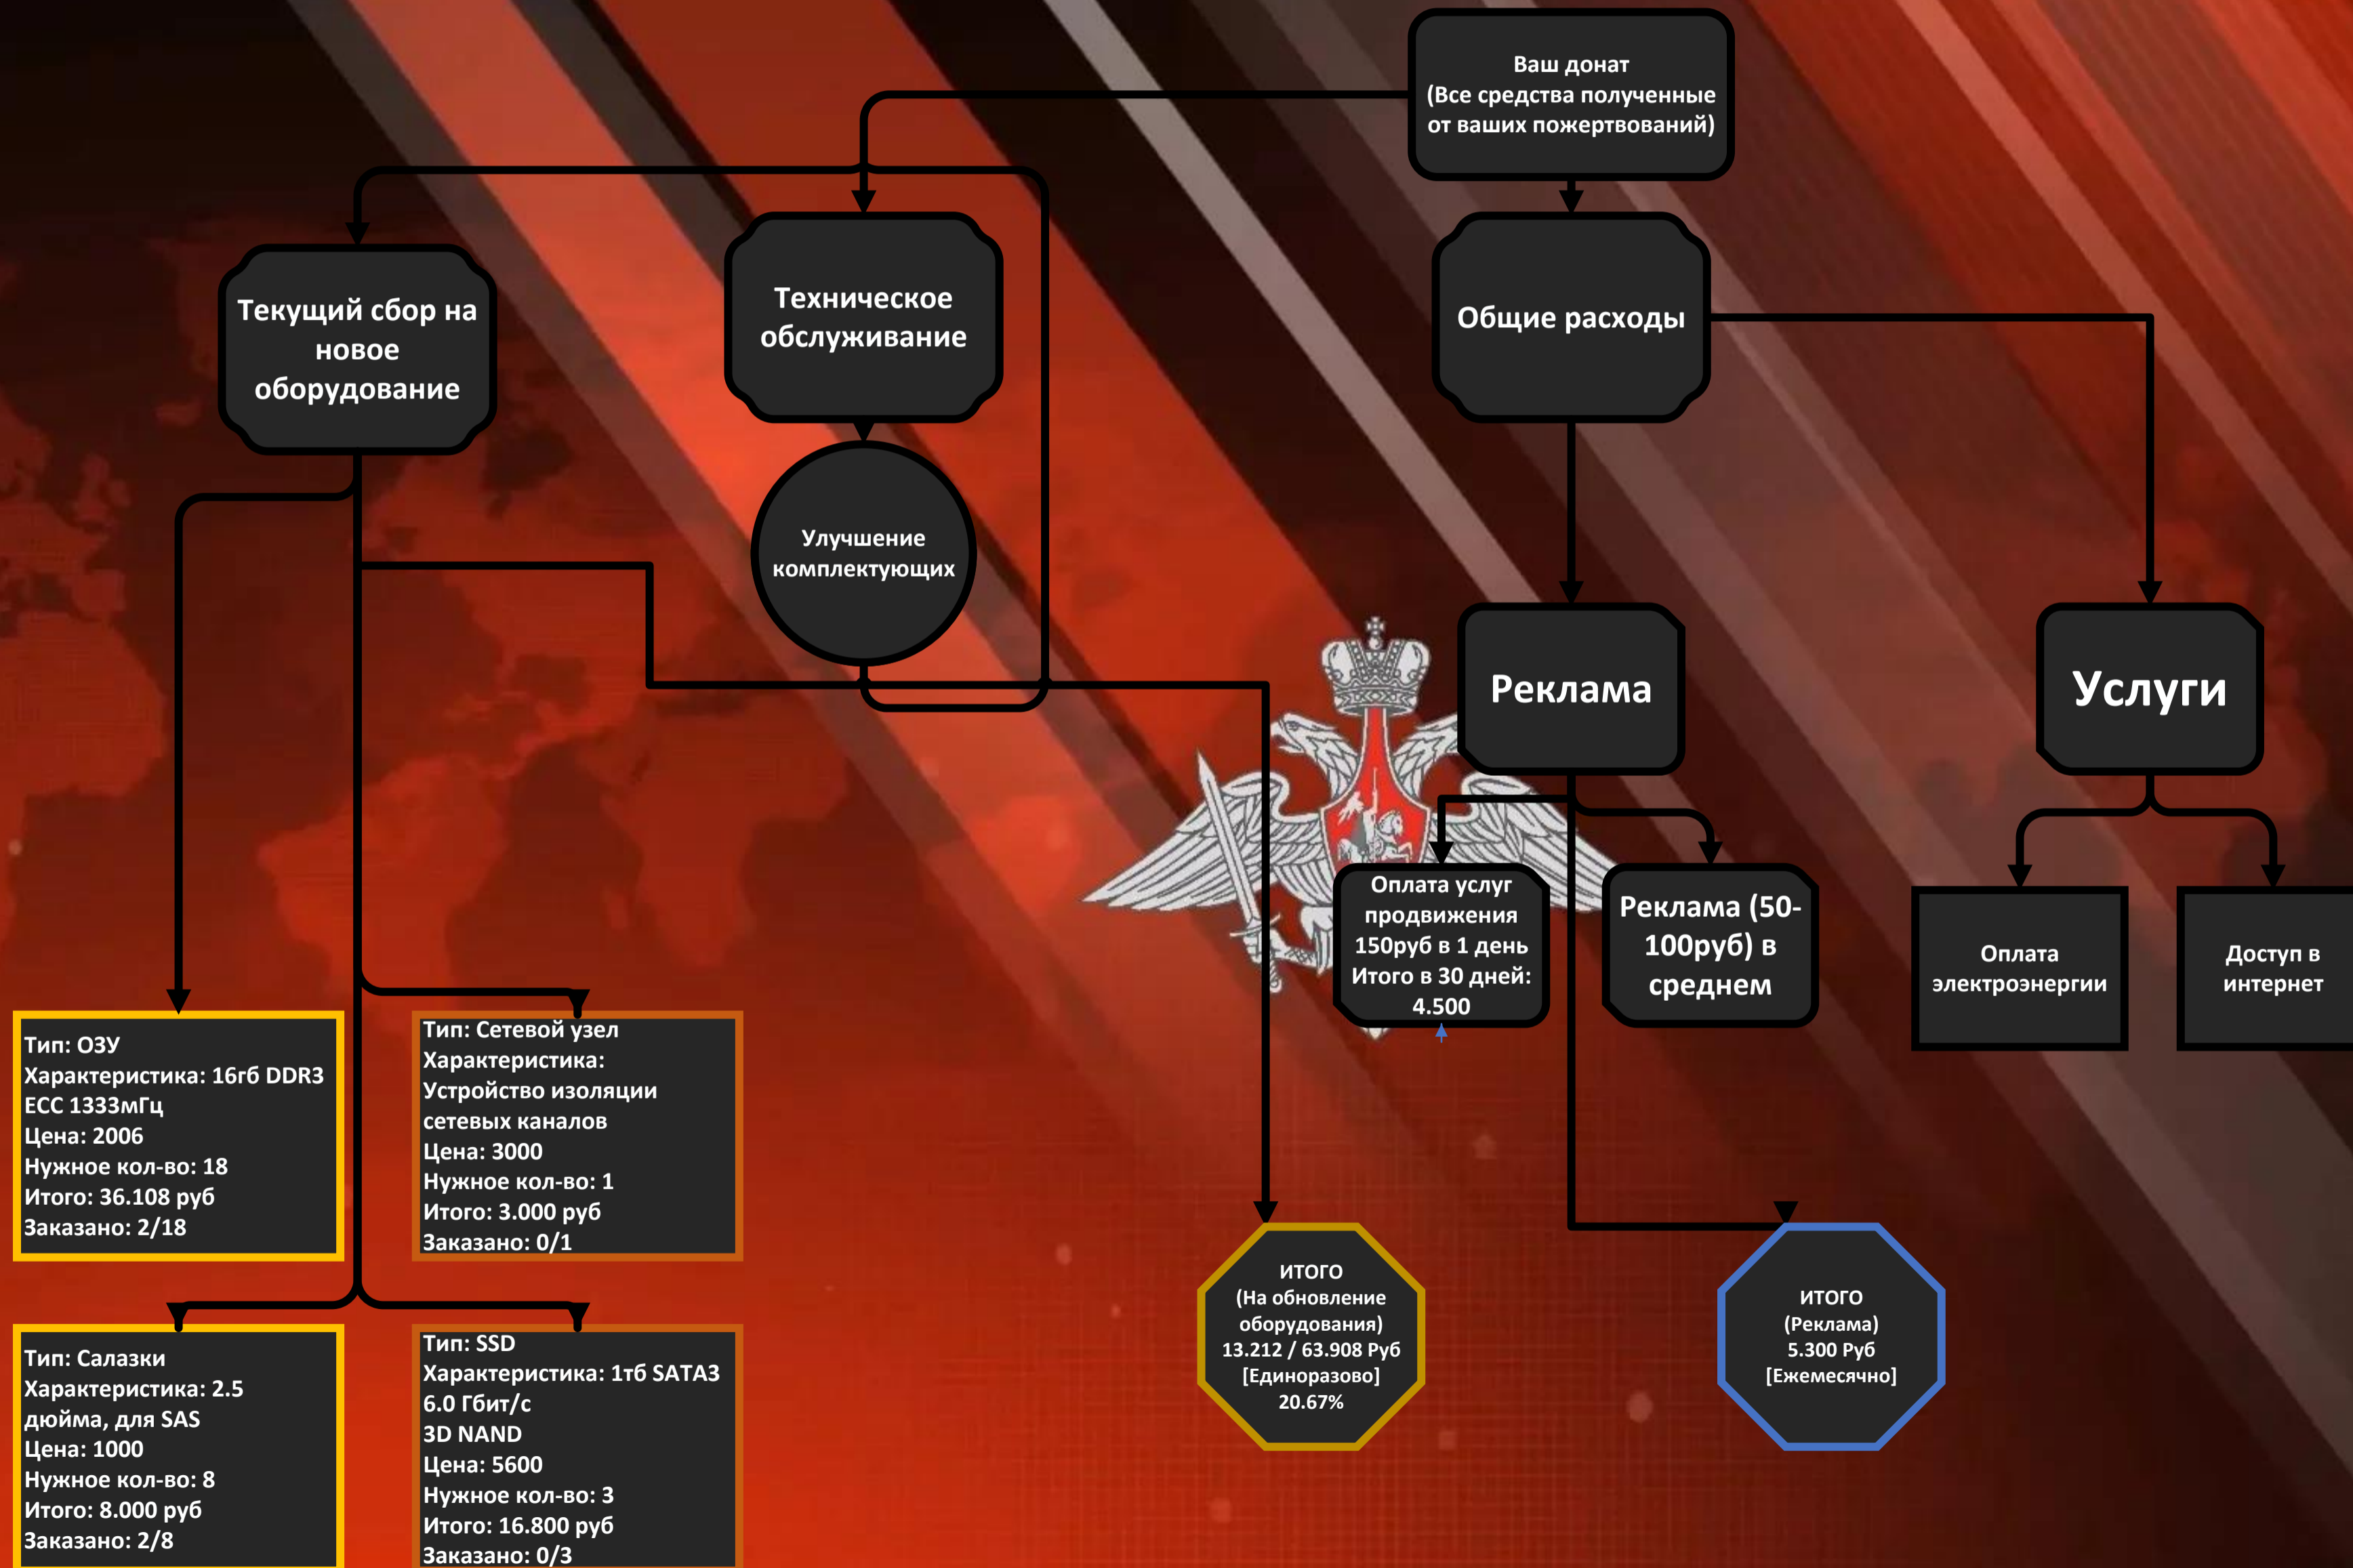 Ваш донат
(Все средства полученные
от ваших пожертвований)
Текущий сбор на
новое
оборудование
Техническое
обслуживание
Общие расходы
Улучшение
комплектующих
Реклама
Услуги
Оплата услуг
продвижения
150руб в 1 день
Итого в 30 дней:
4.500
Реклама (50-
100руб) в
среднем
Оплата
электроэнергии
Доступ в
интернет
Тип: ОЗУ
Характеристика: 16гб DDR3
ECC 1333мГц
Цена: 2006
Нужное кол-во: 18
Итого: 36.108 руб
Заказано: 2/18
Тип: Сетевой узел
Характеристика:
Устройство изоляции
сетевых каналов
Цена: 3000
Нужное кол-во: 1
Итого: 3.000 руб
Заказано: 0/1
Тип: Салазки
Характеристика: 2.5
дюйма, для SAS
Цена: 1000
Нужное кол-во: 8
Итого: 8.000 руб
Заказано: 2/8
Тип: SSD
Характеристика: 1тб SATA3
6.0 Гбит/с
3D NAND
Цена: 5600
Нужное кол-во: 3
Итого: 16.800 руб
Заказано: 0/3
ИТОГО
(На обновление
оборудования)
13.212 / 63.908 Руб
[Единоразово]
20.67%
ИТОГО
(Реклама)
5.300 Руб
[Ежемесячно]